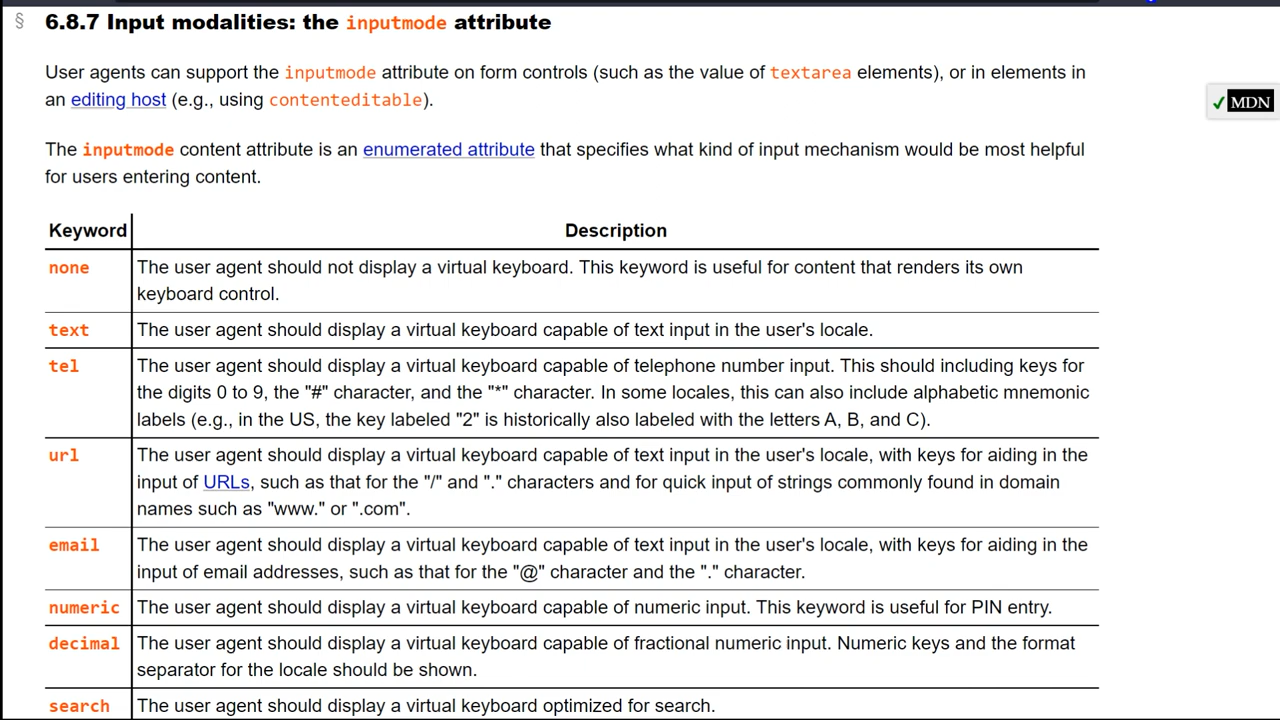 § 6.8.7 Input modalities: the inputmode attribute
User agents can support the inputmode attribute on form controls (such as the value of textarea elements), or in elements in
an editing host (e.g., using contenteditable).
✓ MDN
The inputmode content attribute is an enumerated attribute that specifies what kind of input mechanism would be most helpful
for users entering content.
Keyword Description
none The user agent should not display a virtual keyboard. This keyword is useful for content that renders its own
keyboard control.
text The user agent should display a virtual keyboard capable of text input in the user's locale.
tel The user agent should display a virtual keyboard capable of telephone number input. This should including keys for
the digits 0 to 9, the "#" character, and the "*" character. In some locales, this can also include alphabetic mnemonic
labels (e.g., in the US, the key labeled "2" is historically also labeled with the letters A, B, and C).
url The user agent should display a virtual keyboard capable of text input in the user's locale, with keys for aiding in the
input of URLs, such as that for the "/" and "." characters and for quick input of strings commonly found in domain
names such as "www." or ".com".
email The user agent should display a virtual keyboard capable of text input in the user's locale, with keys for aiding in the
input of email addresses, such as that for the "@" character and the "." character.
numeric The user agent should display a virtual keyboard capable of numeric input. This keyword is useful for PIN entry.
decimal The user agent should display a virtual keyboard capable of fractional numeric input. Numeric keys and the format
separator for the locale should be shown.
search The user agent should display a virtual keyboard optimized for search.